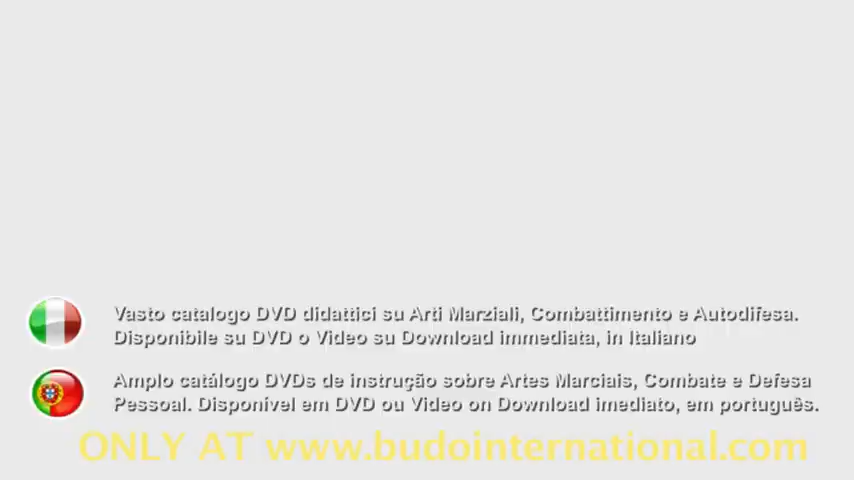 Vasto catalogo DVD didattici su Arti Marziali, Combattimento e Autodifesa.
Disponibile su DVD o Video su Download immediata, in Italiano
Amplo catálogo DVDs de instrução sobre Artes Marciais, Combate e Defesa
Pessoal. Disponível em DVD ou Video on Download imediato, em português.
ONLY AT www.budointernational.com